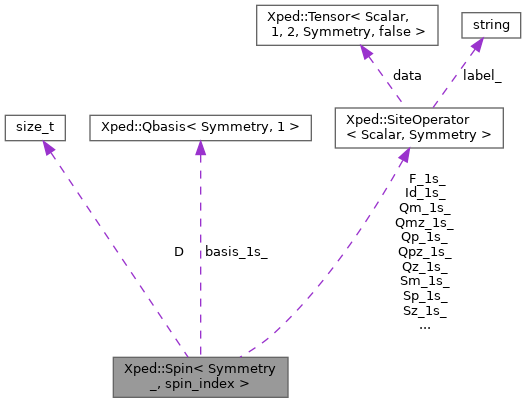 Xped::Tensor< Scalar,
1, 2, Symmetry, false >
string
data
label_
size_t
Xped::Qbasis< Symmetry, 1 >
Xped::SiteOperator
< Scalar, Symmetry >
D
basis_1s_
F_1s_
Id_1s_
Qm_1s_
Qmz_1s_
Qp_1s_
Qpz_1s_
Qz_1s_
Sm_1s_
Sp_1s_
Sz_1s_
...
Xped::Spin< Symmetry
_, spin_index >